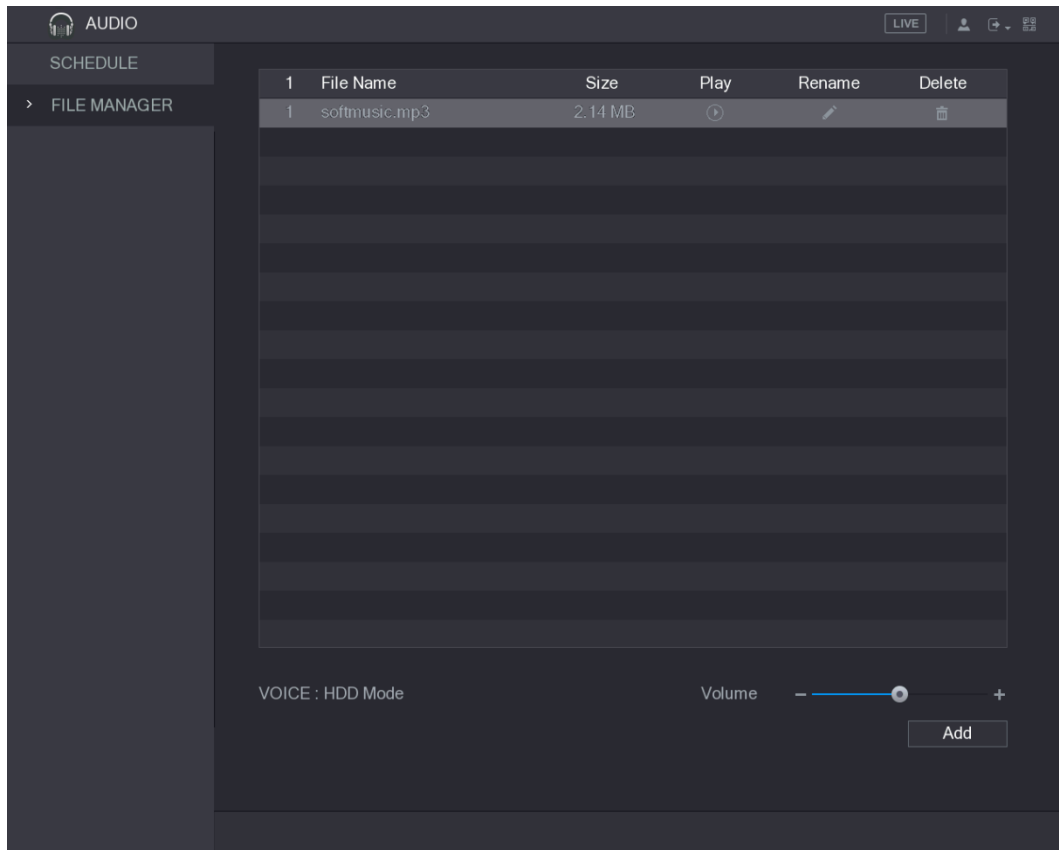 AUDIO LIVE
SCHEDULE
FILE MANAGER
1 File Name Size Play Rename Delete
1 softmusic.mp3 2.14 MB
VOICE : HDD Mode Volume
Add